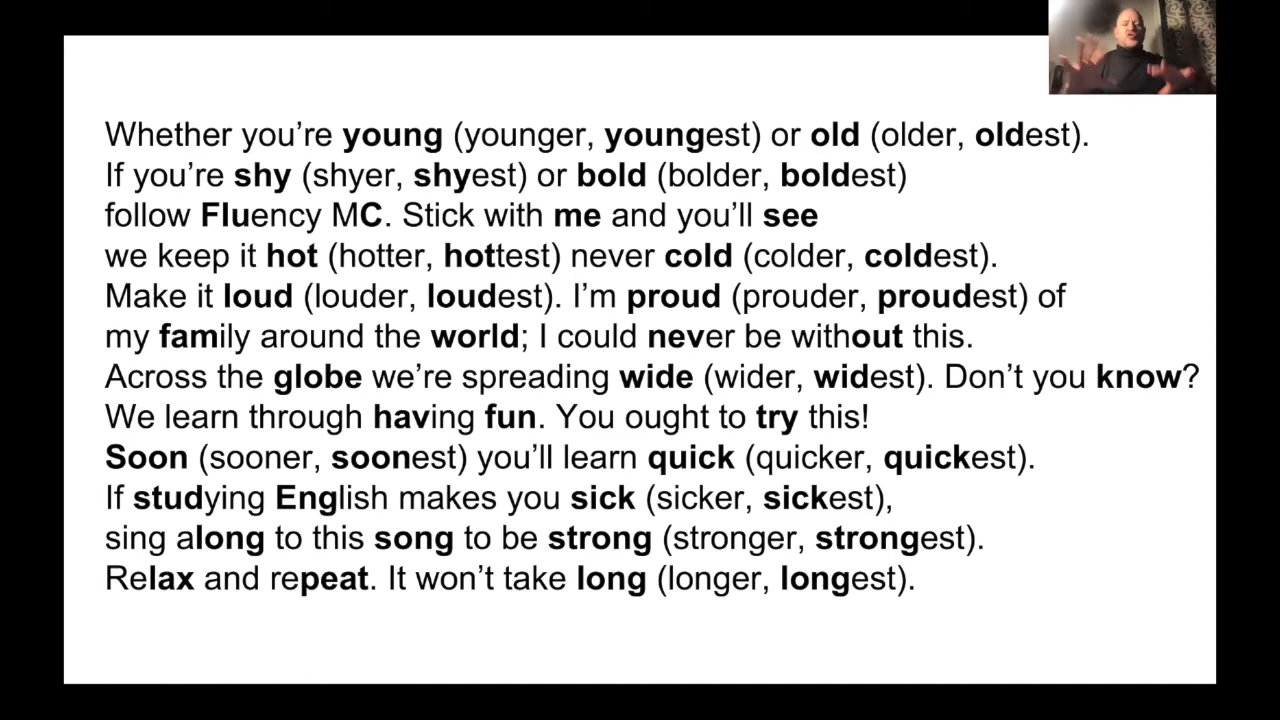 Whether you're young (younger, youngest) or old (older, oldest).
If you're shy (shyer, shyest) or bold (bolder, boldest)
follow Fluency MC. Stick with me and you'll see
we keep it hot (hotter, hottest) never cold (colder, coldest).
Make it loud (louder, loudest). I'm proud (prouder, proudest) of
my family around the world; I could never be without this.
Across the globe we're spreading wide (wider, widest). Don't you know?
We learn through having fun. You ought to try this!
Soon (sooner, soonest) you'll learn quick (quicker, quickest).
If studying English makes you sick (sicker, sickest),
sing along to this song to be strong (stronger, strongest).
Relax and repeat. It won't take long (longer, longest).